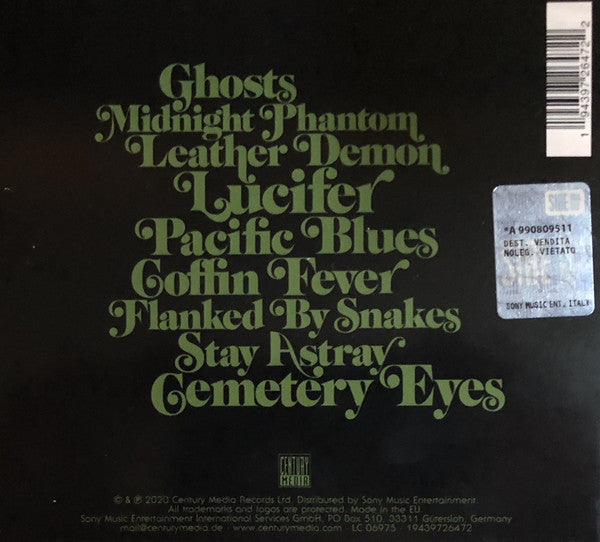 Ghosts
Midnight Phantom
Leather Demon
Lucifer
Pacific Blues
Coffin Fever
Flanked By Snakes
Stay Astray
Cemetery Eyes
1 94397 26472 2
SIAE
*A 990809511
DEST. VENDITA
NOLEG. VIETATO
SONY MUSIC ENT., ITALY
CENTURY
MEDIA
© & ℗ 2020 Century Media Records Ltd. Distributed by Sony Music Entertainment.
All trademarks and logos are protected. Made in the EU.
Sony Music Entertainment International Services GmbH, PO Box 510, 33311 Gütersloh, Germany
mail@centurymedia.de - www.centurymedia.com - LC 06975 - 19439726472